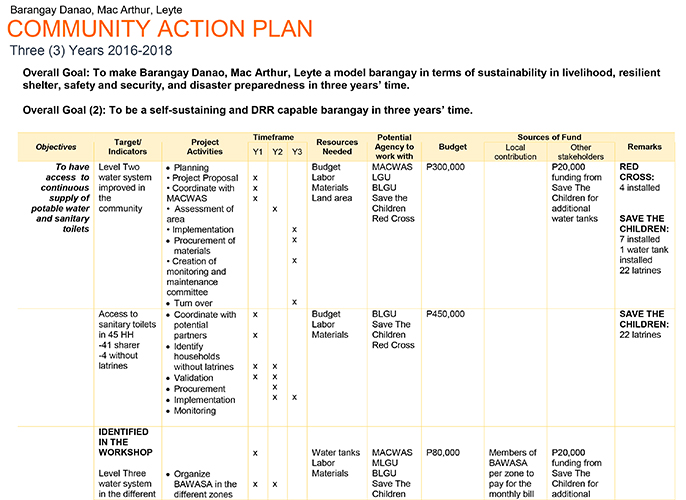 Barangay Danao, Mac Arthur, Leyte
COMMUNITY ACTION PLAN
Three (3) Years 2016-2018
Overall Goal: To make Barangay Danao, Mac Arthur, Leyte a model barangay in terms of sustainability in livelihood, resilient
shelter, safety and security, and disaster preparedness in three years’ time.
Overall Goal (2): To be a self-sustaining and DRR capable barangay in three years’ time.
Objectives
Target/
Indicators
Project
Activities
Timeframe
Y1 Y2 Y3
Resources
Needed
Potential
Agency to
work with
Budget
Sources of Fund
Local
contribution
Other
stakeholders
Remarks
To have
access to
continuous
supply of
potable water
and sanitary
toilets
Level Two
water system
improved in
the
community
• Planning
• Project Proposal
• Coordinate with
MACWAS
• Assessment of
area
• Implementation
• Procurement of
materials
• Creation of
monitoring and
maintenance
committee
• Turn over
x
x
x
x
x
x
x
x
Budget
Labor
Materials
Land area
MACWAS
LGU
BLGU
Save the
Children
Red Cross
₱300,000
₱20,000
funding from
Save The
Children for
additional
water tanks
RED
CROSS:
4 installed
SAVE THE
CHILDREN:
7 installed
1 water tank
installed
22 latrines
Access to
sanitary toilets
in 45 HH
-41 sharer
-4 without
latrines
• Coordinate with
potential
partners
• Identify
households
without latrines
• Validation
• Procurement
• Implementation
• Monitoring
x
x
x x
x x
x
x x
Budget
Labor
Materials
BLGU
Save The
Children
Red Cross
₱450,000
SAVE THE
CHILDREN:
22 latrines
IDENTIFIED
IN THE
WORKSHOP
Level Three
water system
in the different
• Organize
BAWASA in the
different zones
x
x x
Water tanks
Labor
Materials
MACWAS
MLGU
BLGU
Save The
Children
₱80,000
Members of
BAWASA
per zone to
pay for the
monthly bill
₱20,000
funding from
Save The
Children for
additional